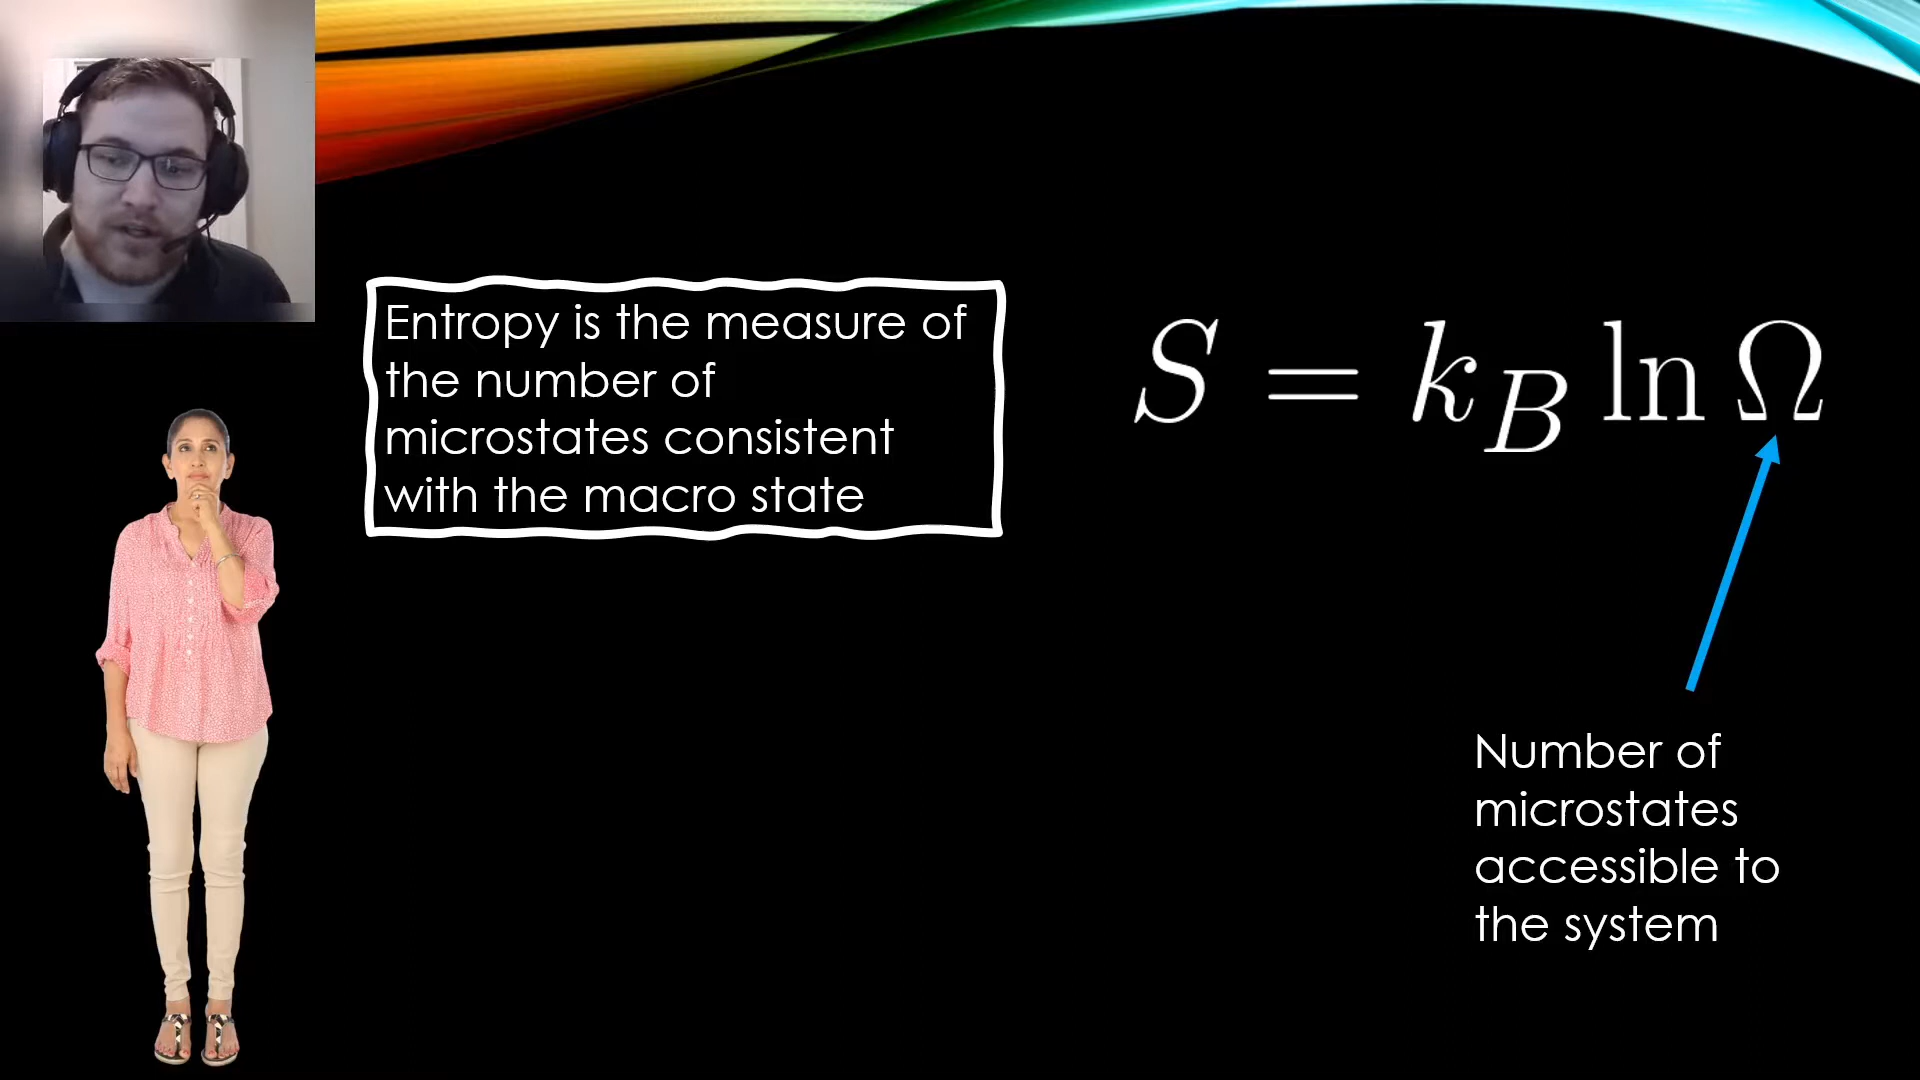 Entropy is the measure of
the number of
microstates consistent
with the macro state
S = k_B ln Ω
Number of
microstates
accessible to
the system